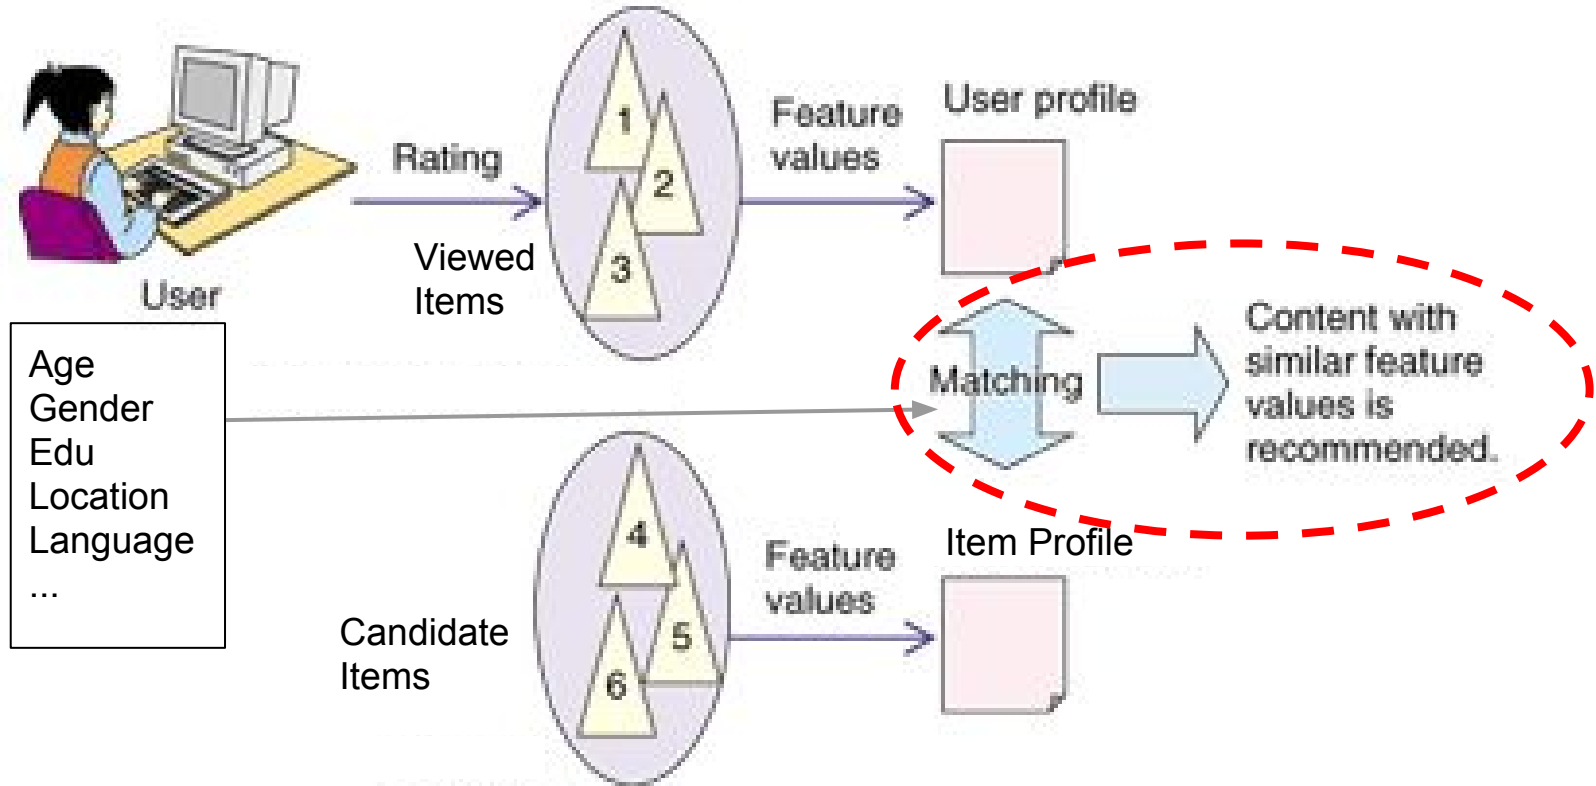 User
Age
Gender
Edu
Location
Language
...
Rating
Viewed
Items
1
2
3
Feature
values
User profile
Matching
Content with
similar feature
values is
recommended.
Candidate
Items
4
5
6
Feature
values
Item Profile